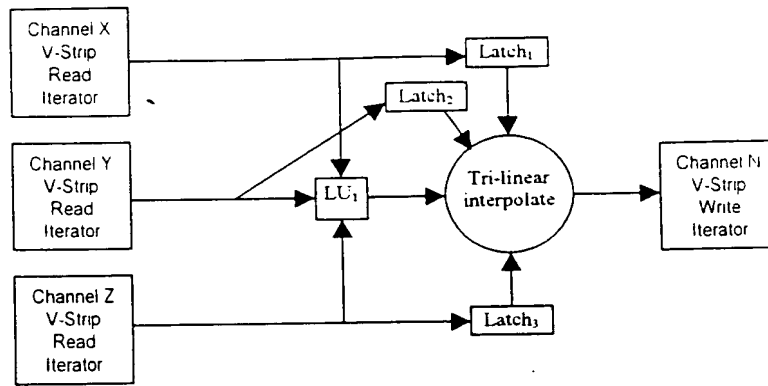 Channel X
V-Strip
Read
Iterator
Latch₁
Latch₂
Channel Y
V-Strip
Read
Iterator
LU₁
Tri-linear
interpolate
Channel N
V-Strip
Write
Iterator
Channel Z
V-Strip
Read
Iterator
Latch₃